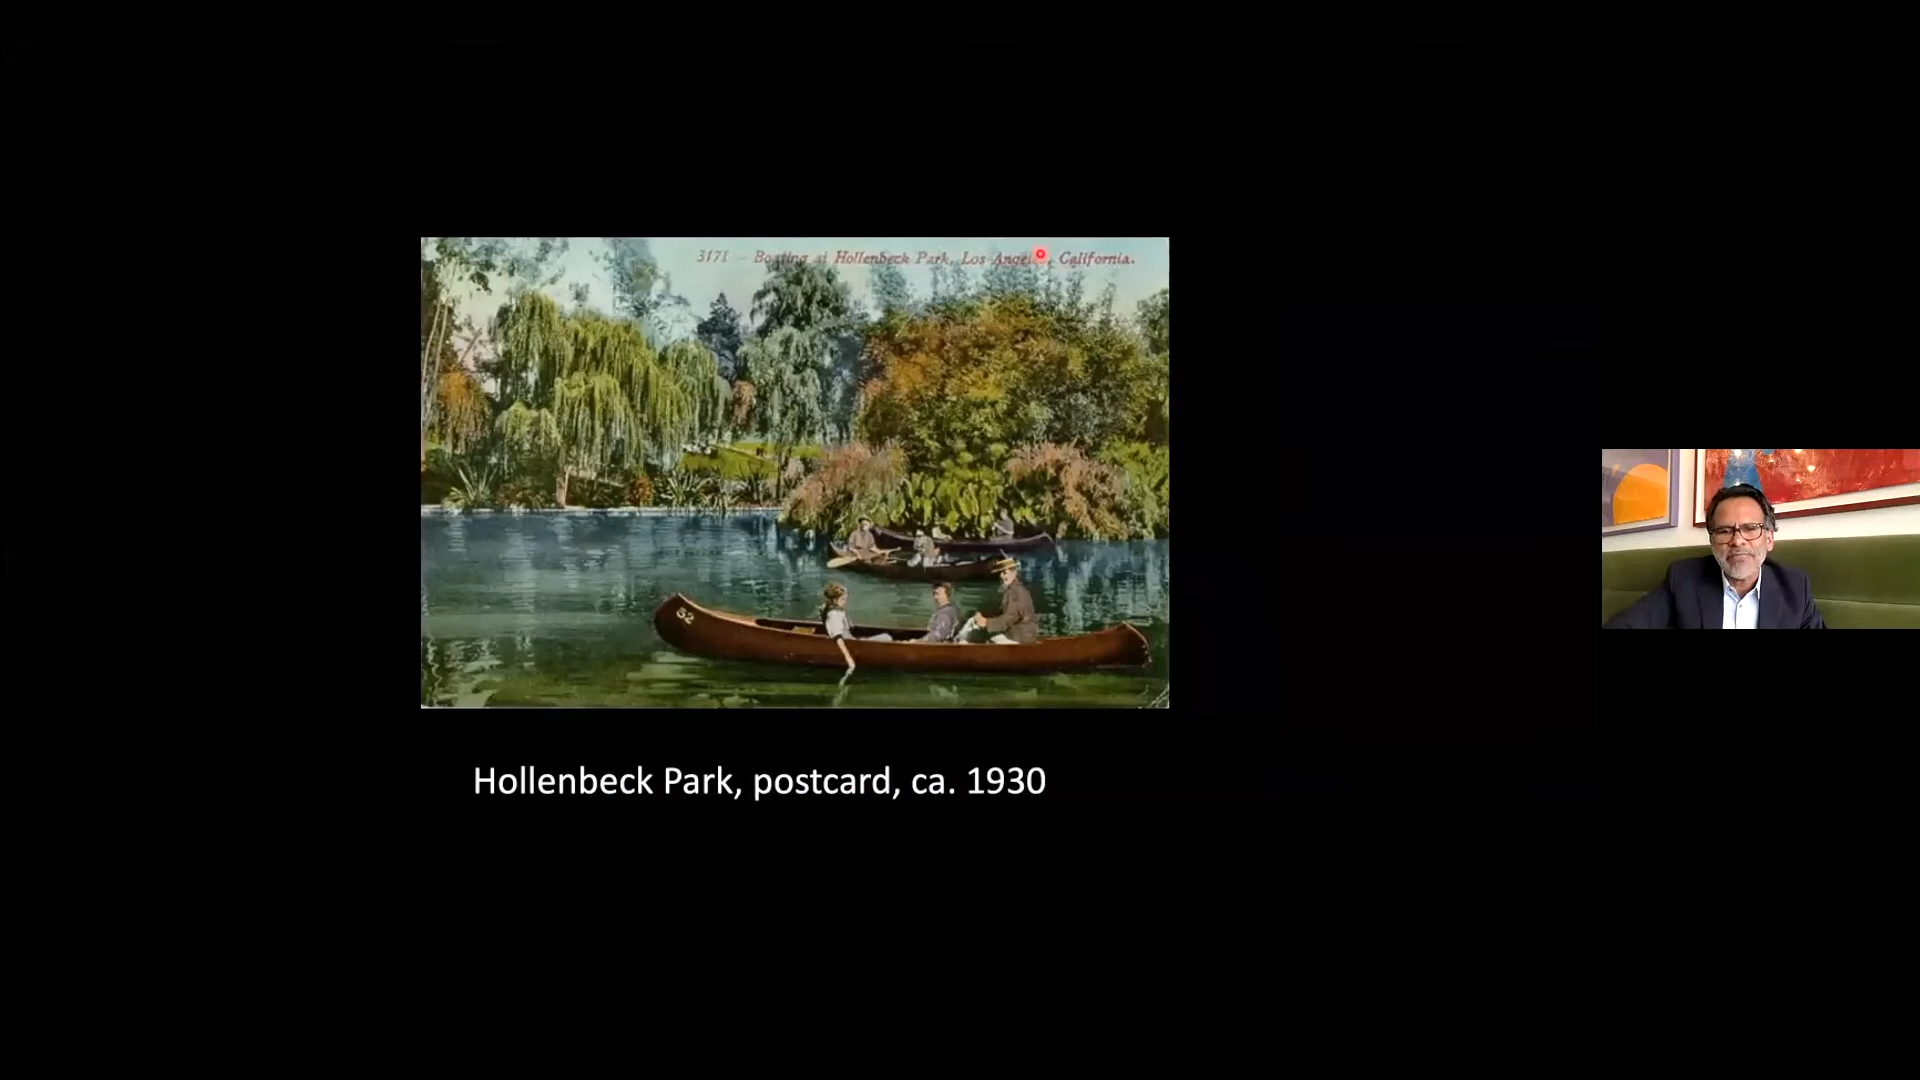 3171 — Boating at Hollenbeck Park, Los Angeles, California.
52
Hollenbeck Park, postcard, ca. 1930